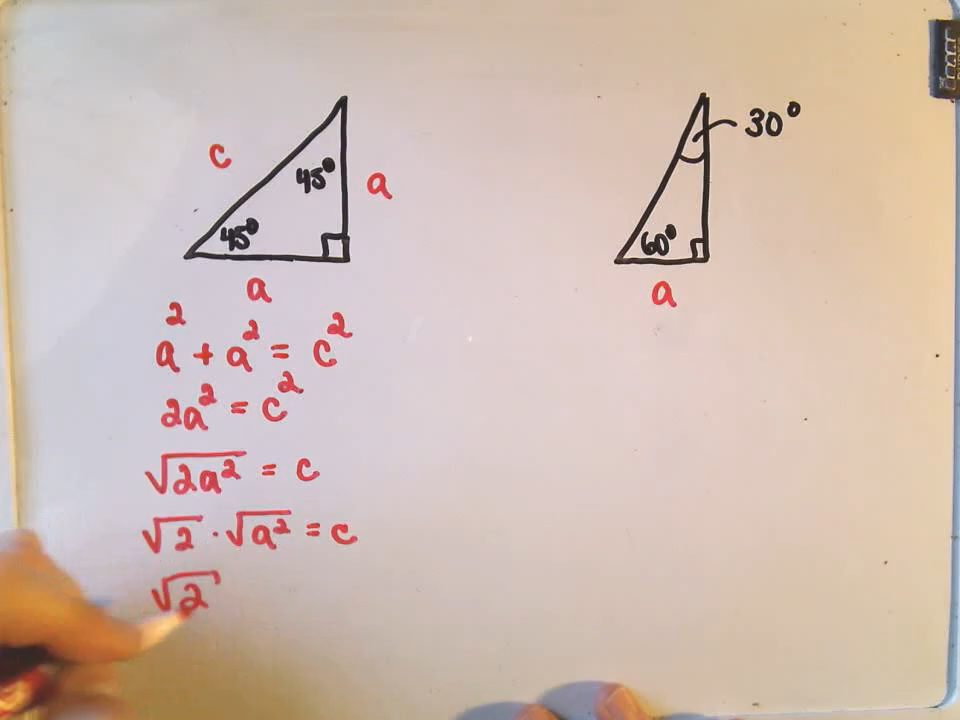 c
45°
a
45°
a
a² + a² = c²
2a² = c²
√2a² = c
√2 · √a² = c
√2
30°
60°
a